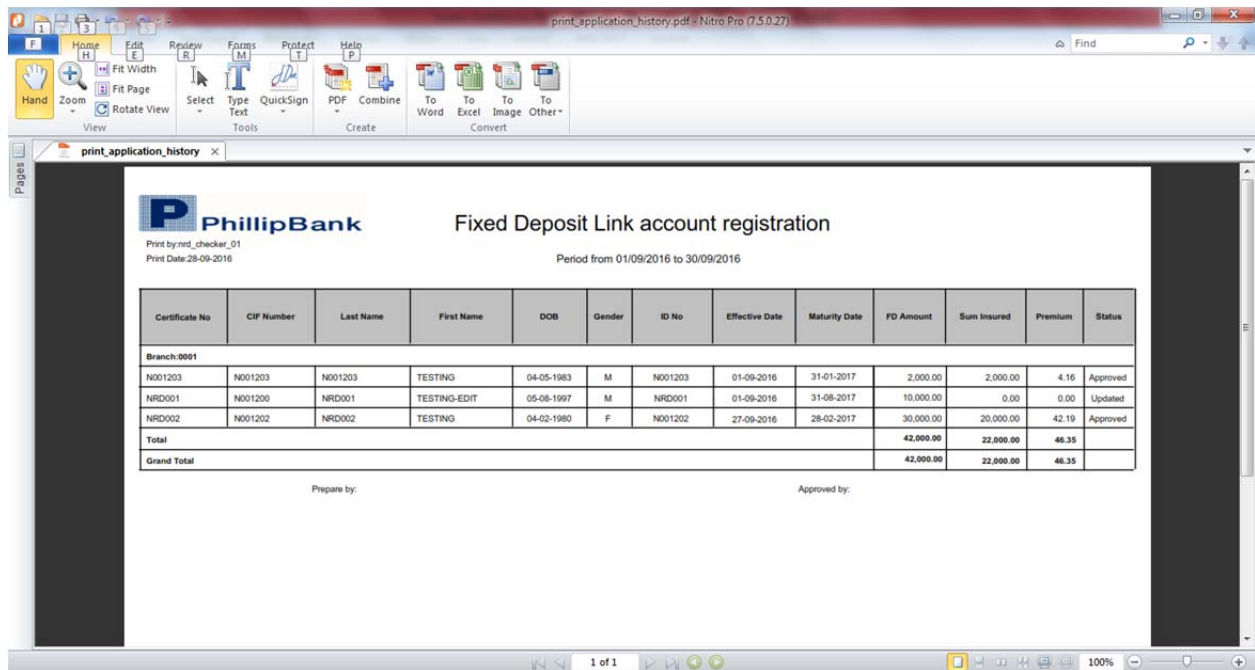 1 3 4 5
print_application_history.pdf - Nitro Pro (7.5.0.27)
F Home Edit Review Forms Protect Help Find
H E R M T P
Hand
Zoom
Fit Width
Fit Page
Rotate View
Select
Type Text
QuickSign
PDF
Combine
To Word
To Excel
To Image
To Other
View Tools Create Convert
Pages
print_application_history
P PhillipBank
Fixed Deposit Link account registration
Print by:nrd_checker_01
Print Date:28-09-2016
Period from 01/09/2016 to 30/09/2016
Certificate No CIF Number Last Name First Name DOB Gender ID No Effective Date Maturity Date FD Amount Sum Insured Premium Status
Branch:0001
N001203 N001203 N001203 TESTING 04-05-1983 M N001203 01-09-2016 31-01-2017 2,000.00 2,000.00 4.16 Approved
NRD001 N001200 NRD001 TESTING-EDIT 05-08-1997 M NRD001 01-09-2016 31-08-2017 10,000.00 0.00 0.00 Updated
NRD002 N001202 NRD002 TESTING 04-02-1980 F N001202 27-09-2016 28-02-2017 30,000.00 20,000.00 42.19 Approved
Total 42,000.00 22,000.00 46.35
Grand Total 42,000.00 22,000.00 46.35
Prepare by: Approved by:
1 of 1
100%